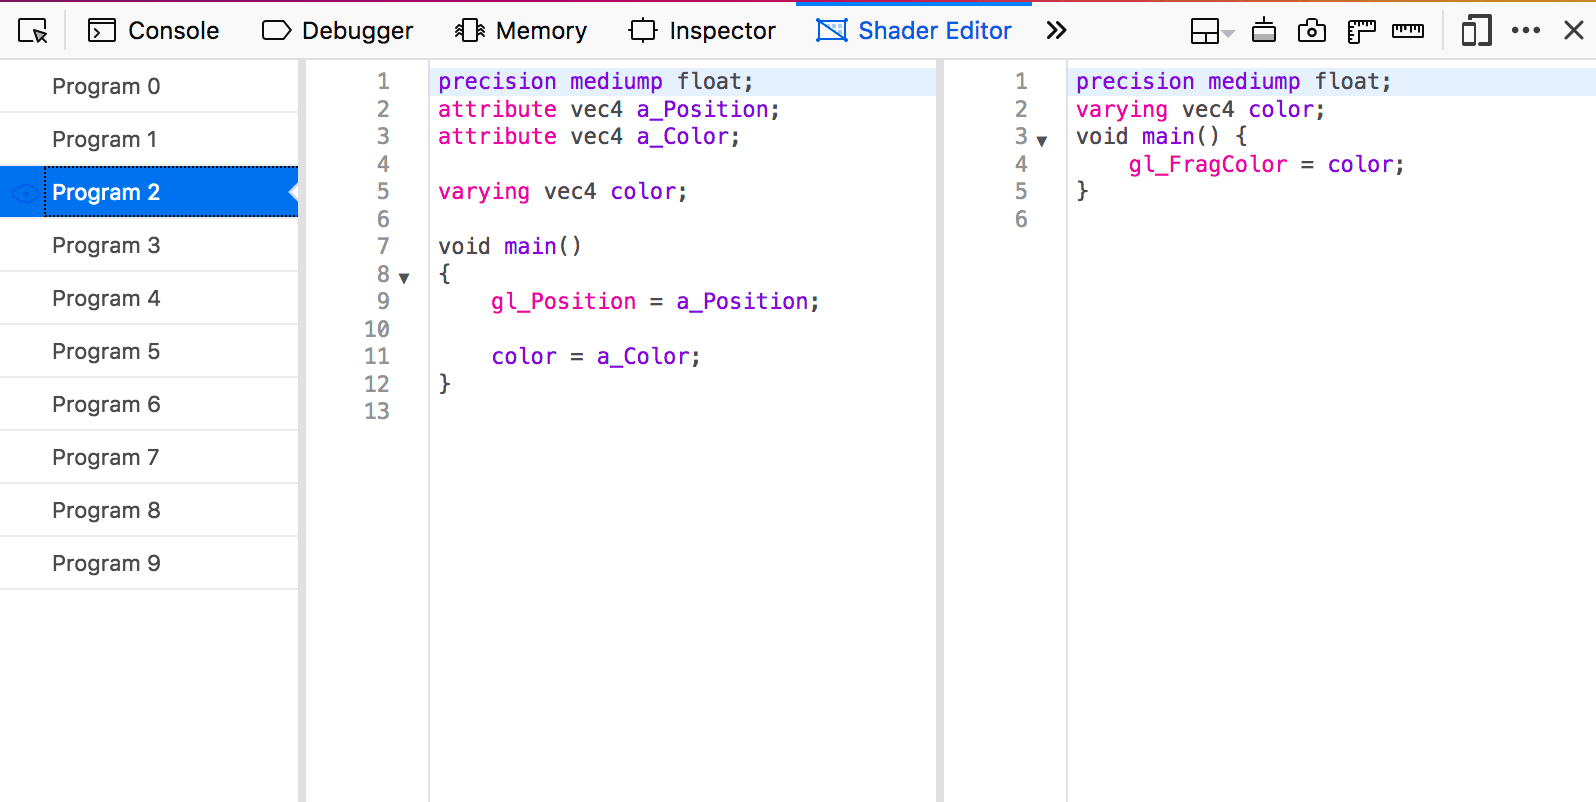 Console Debugger Memory Inspector Shader Editor
Program 0
Program 1
Program 2
Program 3
Program 4
Program 5
Program 6
Program 7
Program 8
Program 9
1 precision mediump float;
2 attribute vec4 a_Position;
3 attribute vec4 a_Color;
4
5 varying vec4 color;
6
7 void main()
8 {
9     gl_Position = a_Position;
10
11     color = a_Color;
12 }
13
1 precision mediump float;
2 varying vec4 color;
3 void main() {
4     gl_FragColor = color;
5 }
6